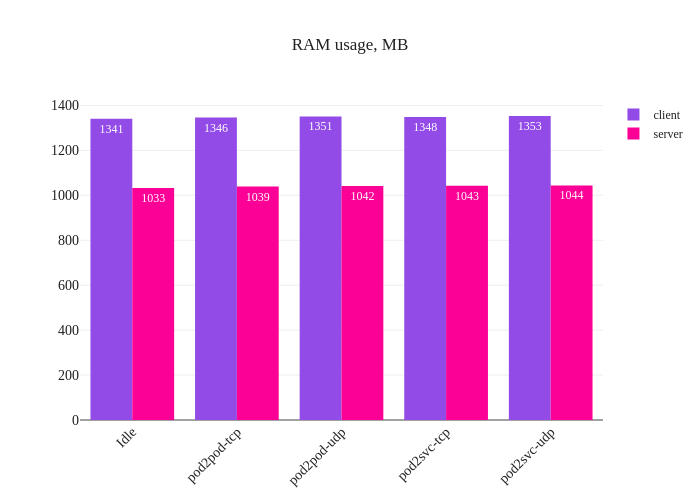 RAM usage, MB
1400
1200
1000
800
600
400
200
0
1341
1033
1346
1039
1351
1042
1348
1043
1353
1044
Idle
pod2pod-tcp
pod2pod-udp
pod2svc-tcp
pod2svc-udp
client
server